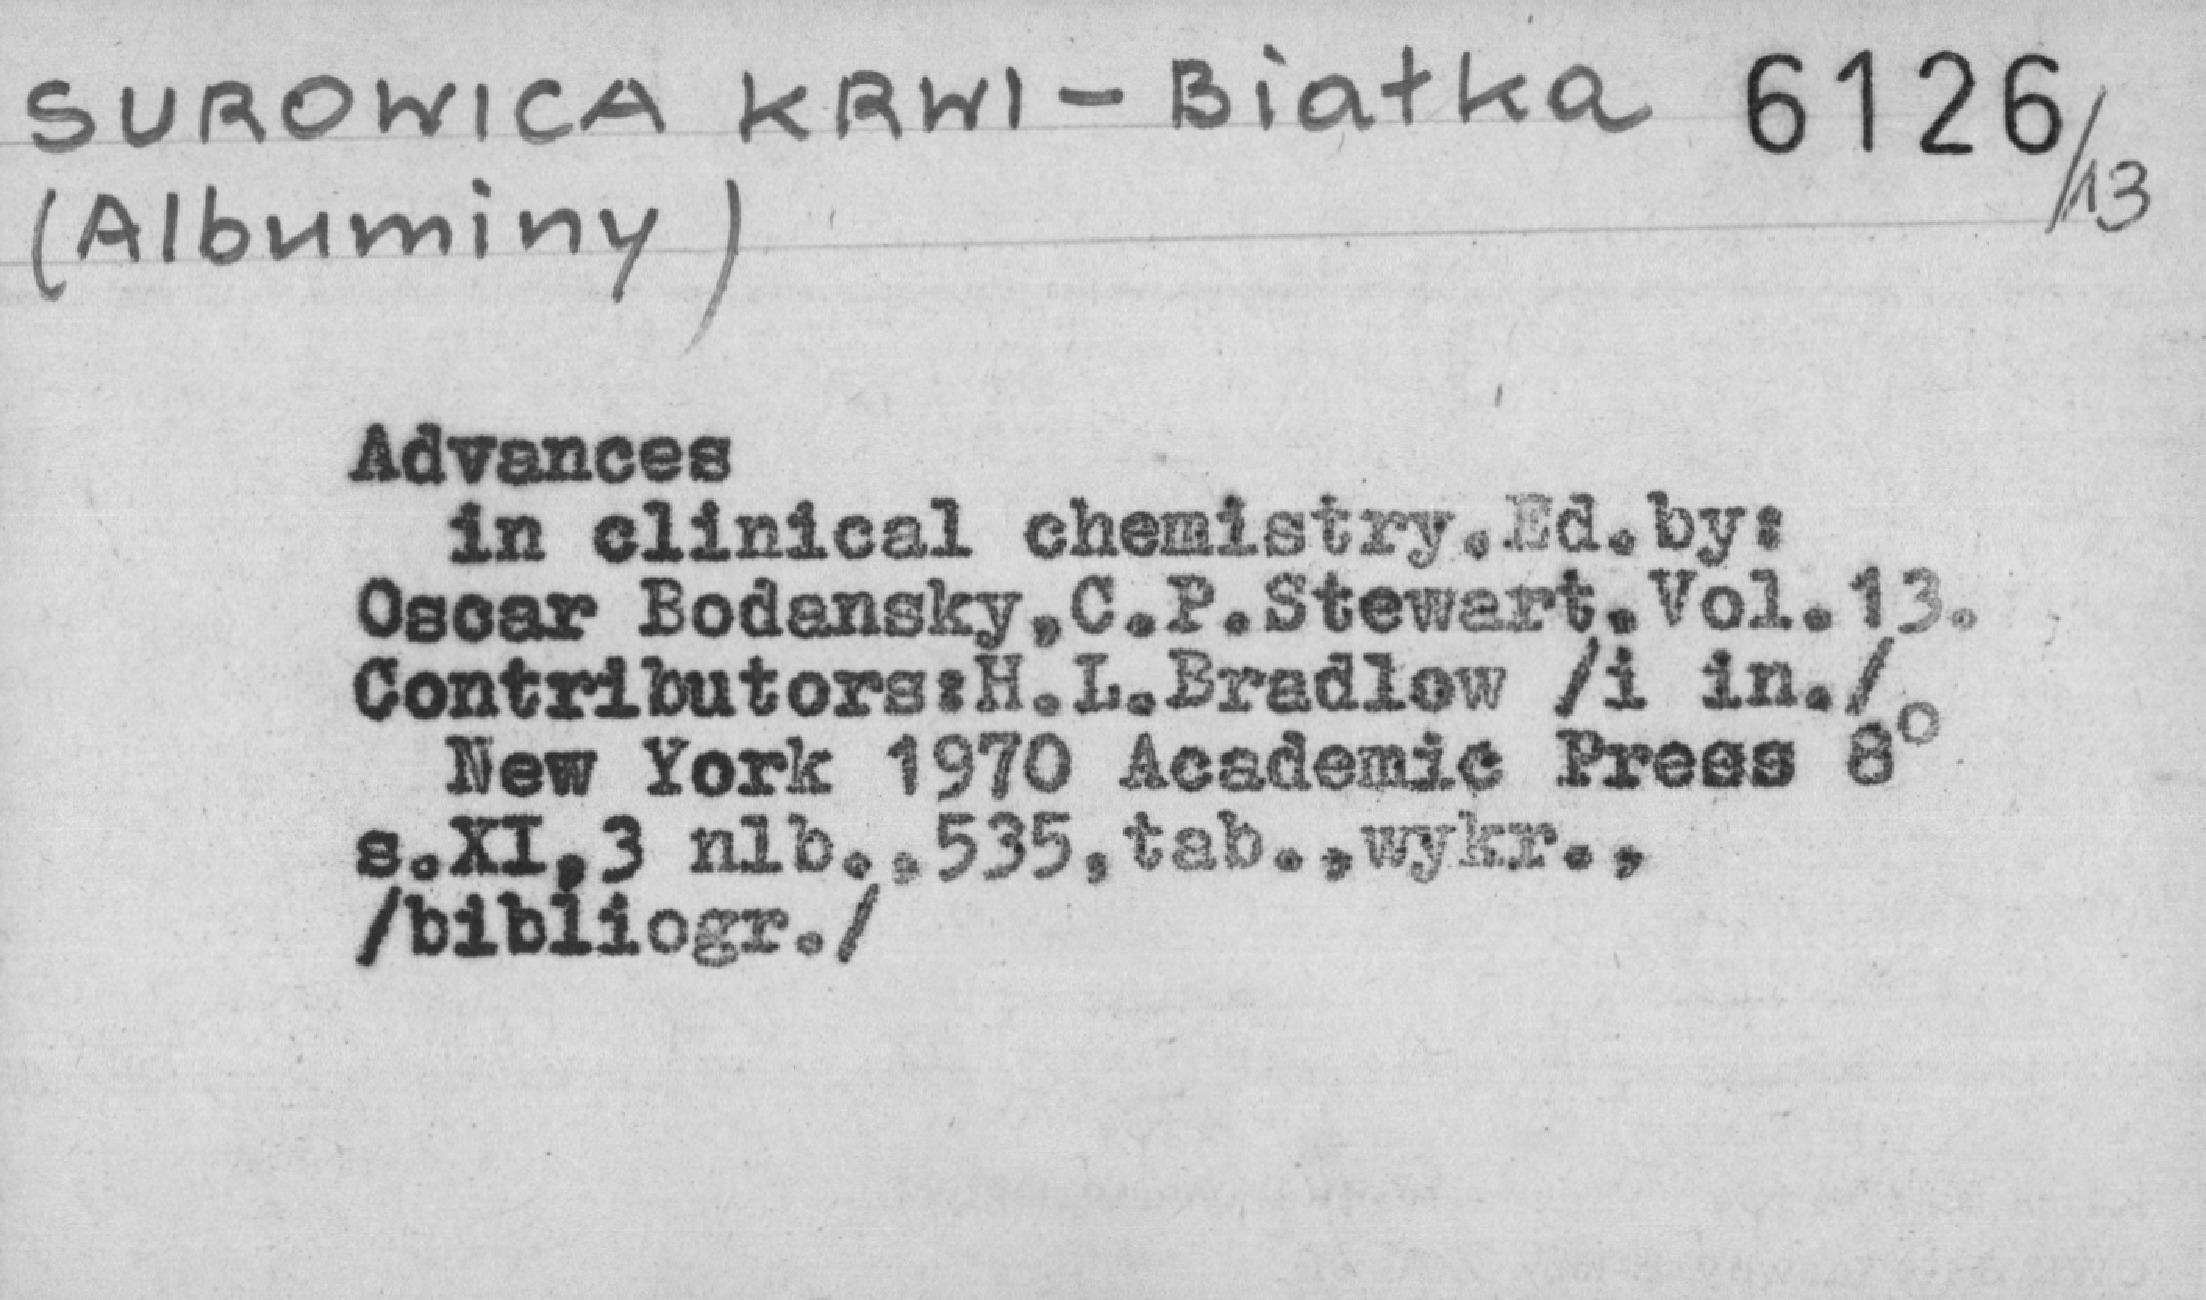 SUROWICA KRWI - Białka 6126/13
(Albuminy)
Advances
in clinical chemistry.Ed.by:
Oscar Bodansky,C.P.Stewart.Vol.13.
Contributors:H.L.Bradlow /i in./
New York 1970 Academic Press 8°
s.XI,3 nlb.,535,tab.,wykr.,
/bibliogr./